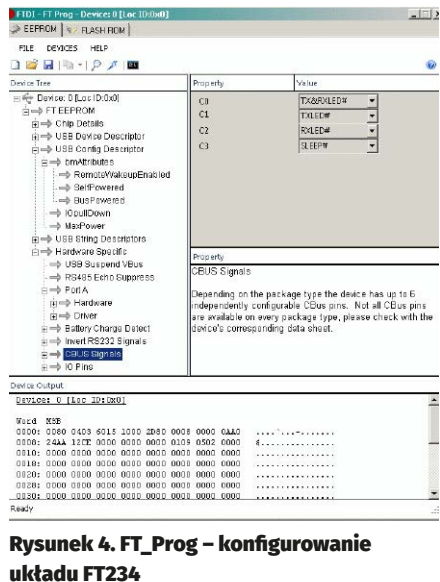 FTDI - FT Prog - Device: 0 [Loc ID:0x0]
EEPROM FLASH ROM
FILE DEVICES HELP
Device Tree
Device: 0 [Loc ID:0x0]
FT EEPROM
Chip Details
USB Device Descriptor
USB Config Descriptor
bmAttributes
RemoteWakeupEnabled
SelfPowered
BusPowered
IOpullDown
MaxPower
USB String Descriptors
Hardware Specific
USB Suspend VBus
RS485 Echo Suppress
Port A
Hardware
Driver
Battery Charge Detect
Invert RS232 Signals
CBUS Signals
IO Pins
Property Value
C0 TX&RXLED#
C1 TXLED#
C2 RXLED#
C3 SLEEP#
Property
CBUS Signals
Depending on the package type the device has up to 6
independently configurable CBus pins. Not all CBus pins
are available on every package type, please check with the
device's corresponding data sheet.
Device Output
Device: 0 [Loc ID:0x0]
Word MSB
0000: 0080 0403 6015 1000 2D80 0008 0000 0AA0
0008: 24AA 12CE 0000 0000 0000 0109 0502 0000
0010: 0000 0000 0000 0000 0000 0000 0000 0000
0018: 0000 0000 0000 0000 0000 0000 0000 0000
0020: 0000 0000 0000 0000 0000 0000 0000 0000
0028: 0000 0000 0000 0000 0000 0000 0000 0000
0030: 0000 0000 0000 0000 0000 0000 0000 0000
Ready
Rysunek 4. FT_Prog – konfigurowanie
układu FT234